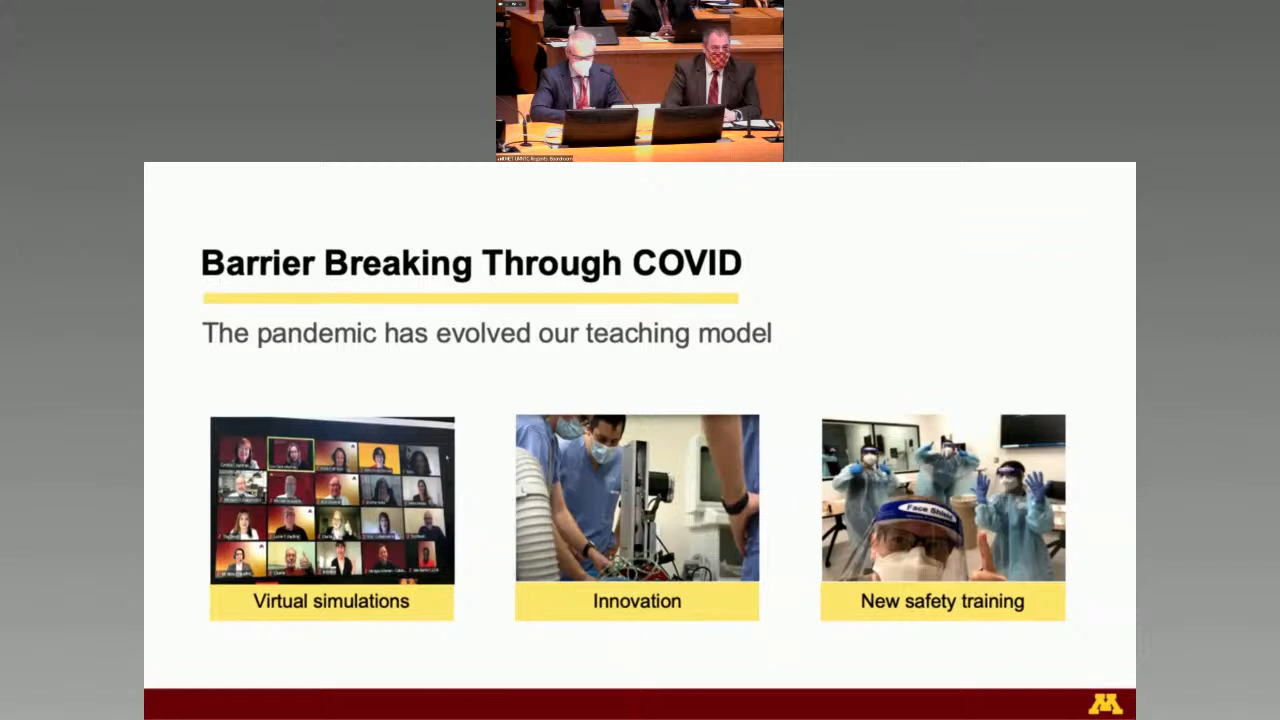 Barrier Breaking Through COVID
The pandemic has evolved our teaching model
Face Shield
Virtual simulations
Innovation
New safety training
M